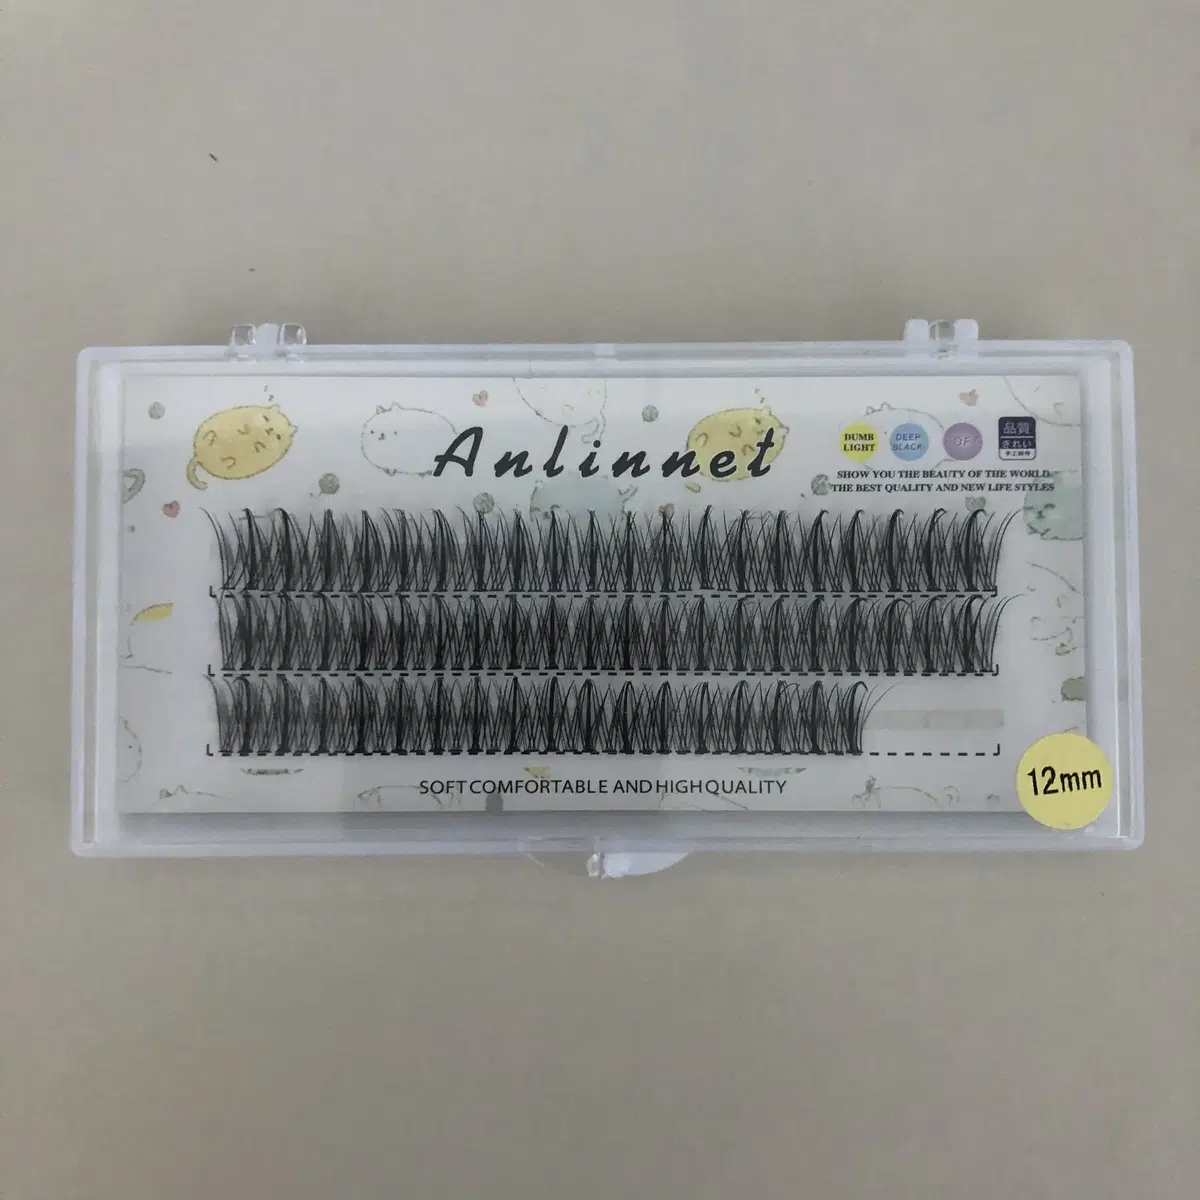 Anlinnet
DUMB
LIGHT
DEEP
BLACK
品質
きれい
SHOW YOU THE BEAUTY OF THE WORLD.
THE BEST QUALITY AND NEW LIFE STYLES
SOFT COMFORTABLE AND HIGH QUALITY
12mm